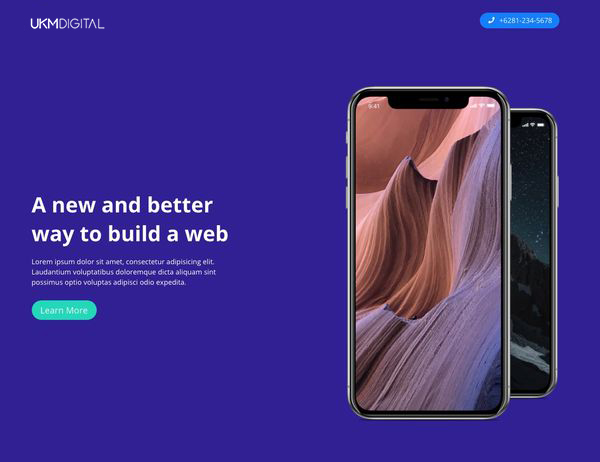 UKMDIGITAL
+6281-234-5678
9:41
A new and better
way to build a web
Lorem ipsum dolor sit amet, consectetur adipisicing elit.
Laudantium voluptatibus doloremque dicta aliquam sint
possimus optio voluptas adipisci odio expedita.
Learn More